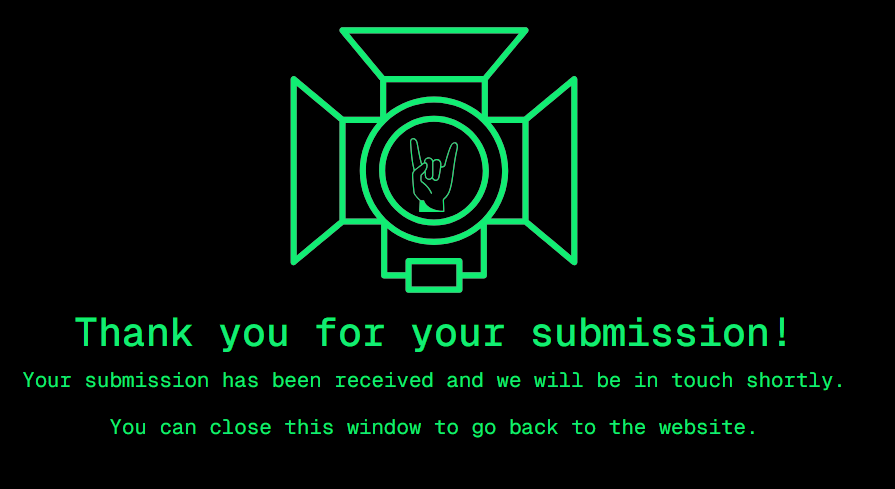 Thank you for your submission!
Your submission has been received and we will be in touch shortly.
You can close this window to go back to the website.